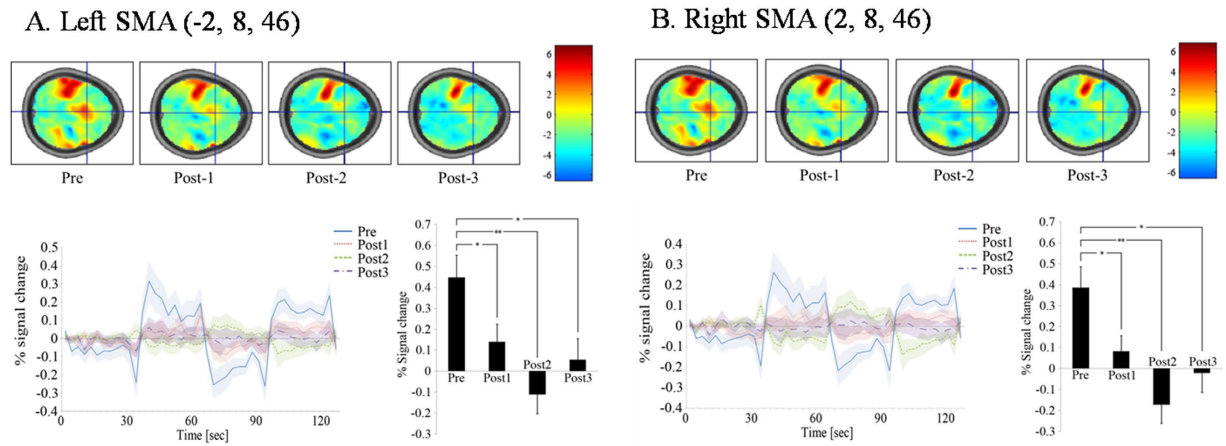 A. Left SMA (-2, 8, 46)
6
4
2
0
-2
-4
-6
Pre Post-1 Post-2 Post-3
% signal change
0.5
0.4
0.3
0.2
0.1
0
-0.1
-0.2
-0.3
-0.4
0 30 60 90 120
Time [sec]
Pre
Post1
Post2
Post3
% Signal change
0.7
0.6
0.5
0.4
0.3
0.2
0.1
0
-0.1
-0.2
-0.3
* ** *
Pre Post1 Post2 Post3
B. Right SMA (2, 8, 46)
6
4
2
0
-2
-4
-6
Pre Post-1 Post-2 Post-3
% signal change
0.4
0.3
0.2
0.1
0
-0.1
-0.2
-0.3
-0.4
0 30 60 90 120
Time [sec]
Pre
Post1
Post2
Post3
% Signal change
0.7
0.6
0.5
0.4
0.3
0.2
0.1
0
-0.1
-0.2
-0.3
* ** *
Pre Post1 Post2 Post3